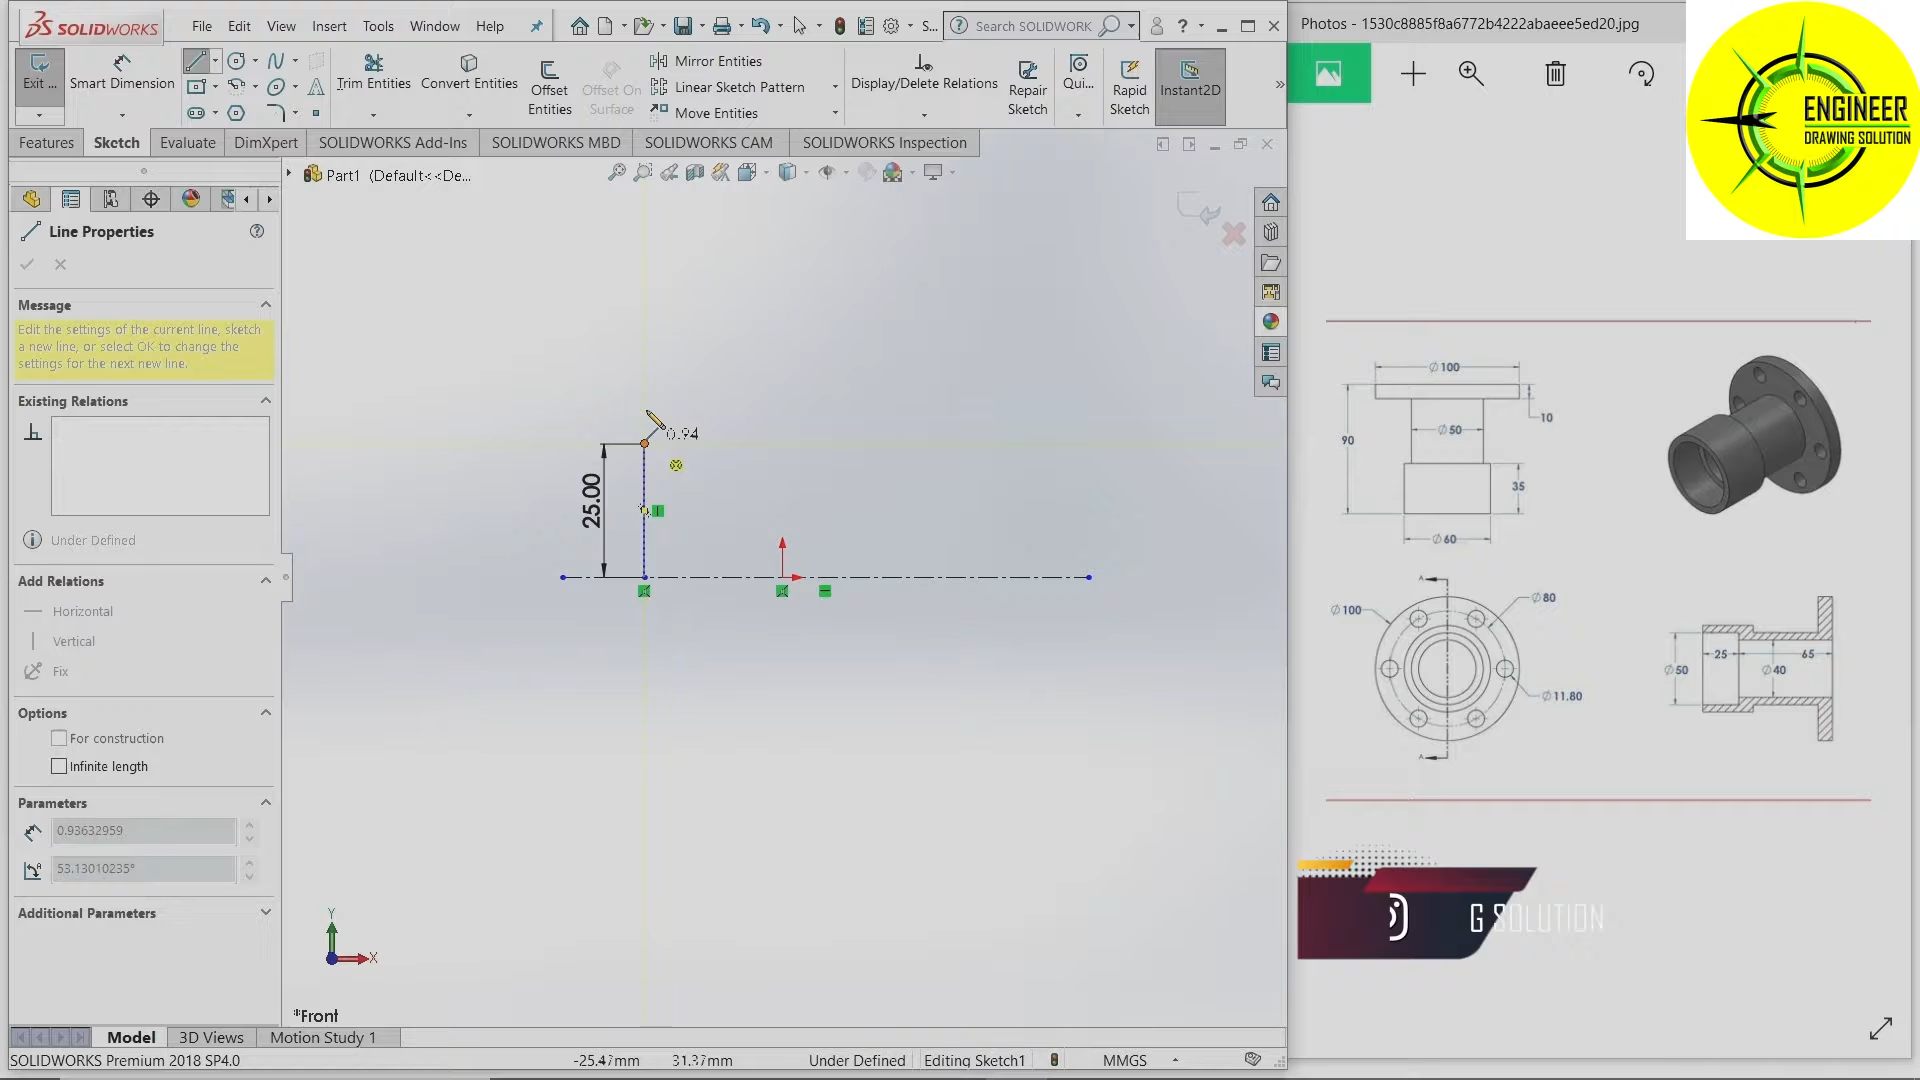 SOLIDWORKS
File Edit View Insert Tools Window Help
S...
Search SOLIDWORK
Photos - 1530c8885f8a6772b4222abaeee5ed20.jpg
ENGINEER
DRAWING SOLUTION
Exit ...
Smart Dimension
Trim Entities
Convert Entities
Offset Entities
Offset On Surface
Mirror Entities
Linear Sketch Pattern
Move Entities
Display/Delete Relations
Repair Sketch
Qui...
Rapid Sketch
Instant2D
Features Sketch Evaluate DimXpert SOLIDWORKS Add-Ins SOLIDWORKS MBD SOLIDWORKS CAM SOLIDWORKS Inspection
Part1 (Default<<De...
Line Properties
Message
Edit the settings of the current line, sketch
a new line, or select OK to change the
settings for the next new line.
Existing Relations
Under Defined
Add Relations
Horizontal
Vertical
Fix
Options
For construction
Infinite length
Parameters
0.93632959
53.13010235°
Additional Parameters
0.94
25.00
Y
X
*Front
Ø100
10
90
Ø50
35
Ø60
A
Ø100
Ø80
Ø11.80
A
25
65
Ø50
Ø40
G SOLUTION
Model 3D Views Motion Study 1
SOLIDWORKS Premium 2018 SP4.0
-25.47mm 31.37mm Under Defined Editing Sketch1 MMGS